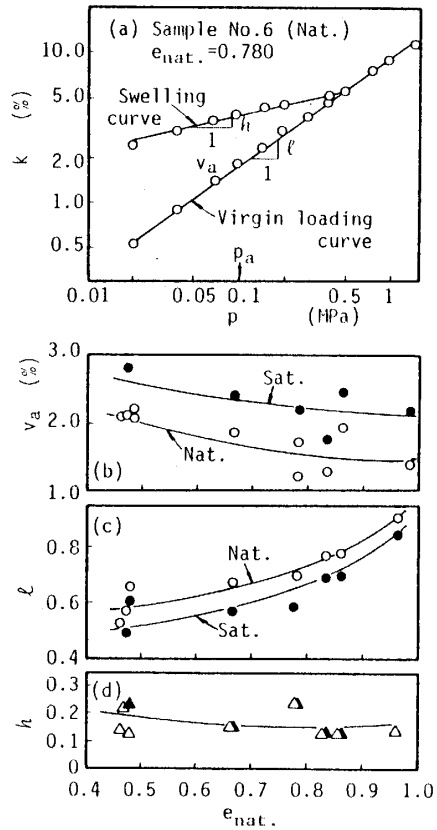 (a) Sample No.6 (Nat.)
e nat. =0.780
k (%)
10.0
5.0
2.0
1.0
0.5
Swelling
curve
h
1
v a
ℓ
1
Virgin loading
curve
p a
0.01 0.05 0.1 0.5 1.0
p (MPa)
v a (%)
3.0
2.0
1.0
Sat.
Nat.
(b)
(c)
ℓ
0.8
0.6
0.4
Nat.
Sat.
(d)
h
0.3
0.2
0.1
0
0.4 0.5 0.6 0.7 0.8 0.9 1.0
e nat.